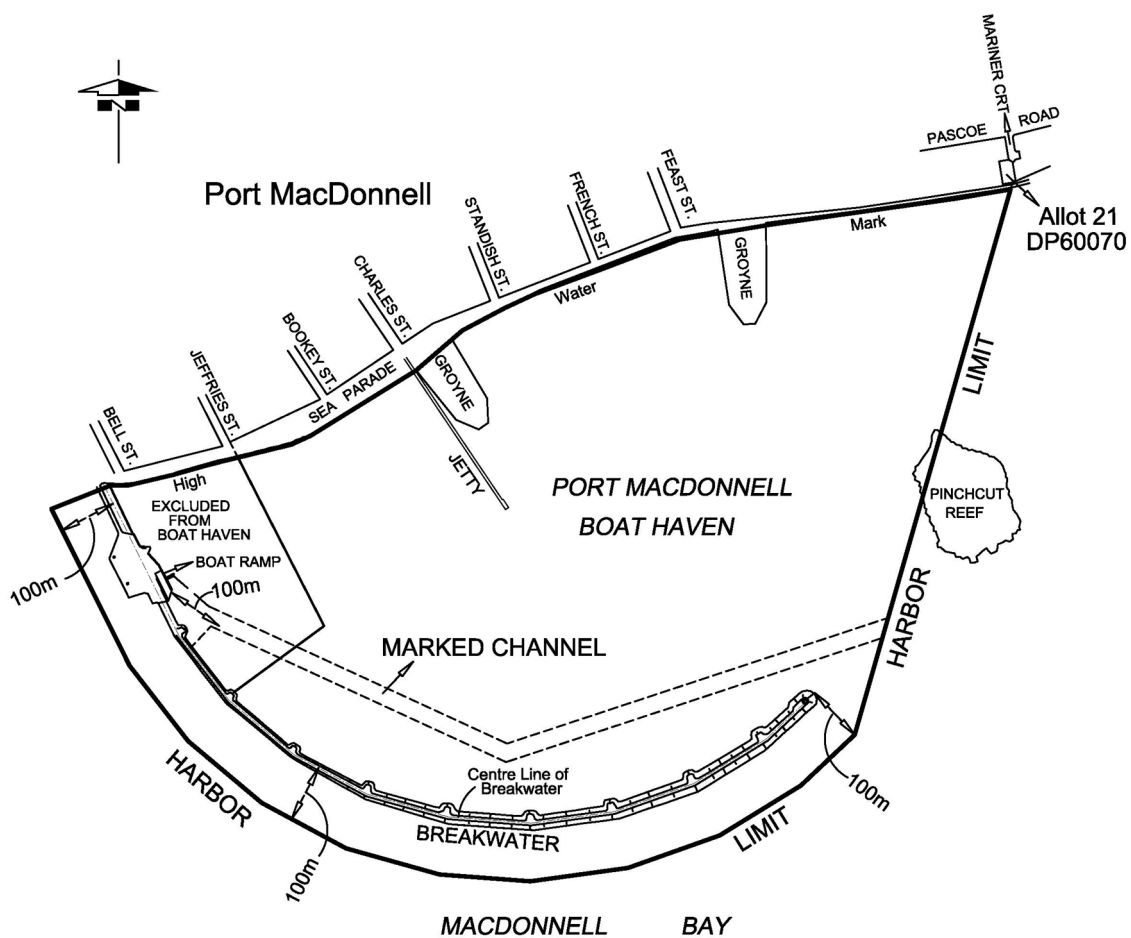 N
MARINER CRT
PASCOE ROAD
Port MacDonnell
FEAST ST.
FRENCH ST.
STANDISH ST.
CHARLES ST.
BOOKEY ST.
JEFFRIES ST.
BELL ST.
Allot 21
DP60070
Mark
Water
GROYNE
SEA PARADE
GROYNE
JETTY
High
LIMIT
PORT MACDONNELL
BOAT HAVEN
PINCHCUT
REEF
EXCLUDED
FROM
BOAT HAVEN
BOAT RAMP
100m
100m
HARBOR
MARKED CHANNEL
HARBOR
Centre Line of
Breakwater
100m
BREAKWATER
LIMIT
100m
MACDONNELL BAY